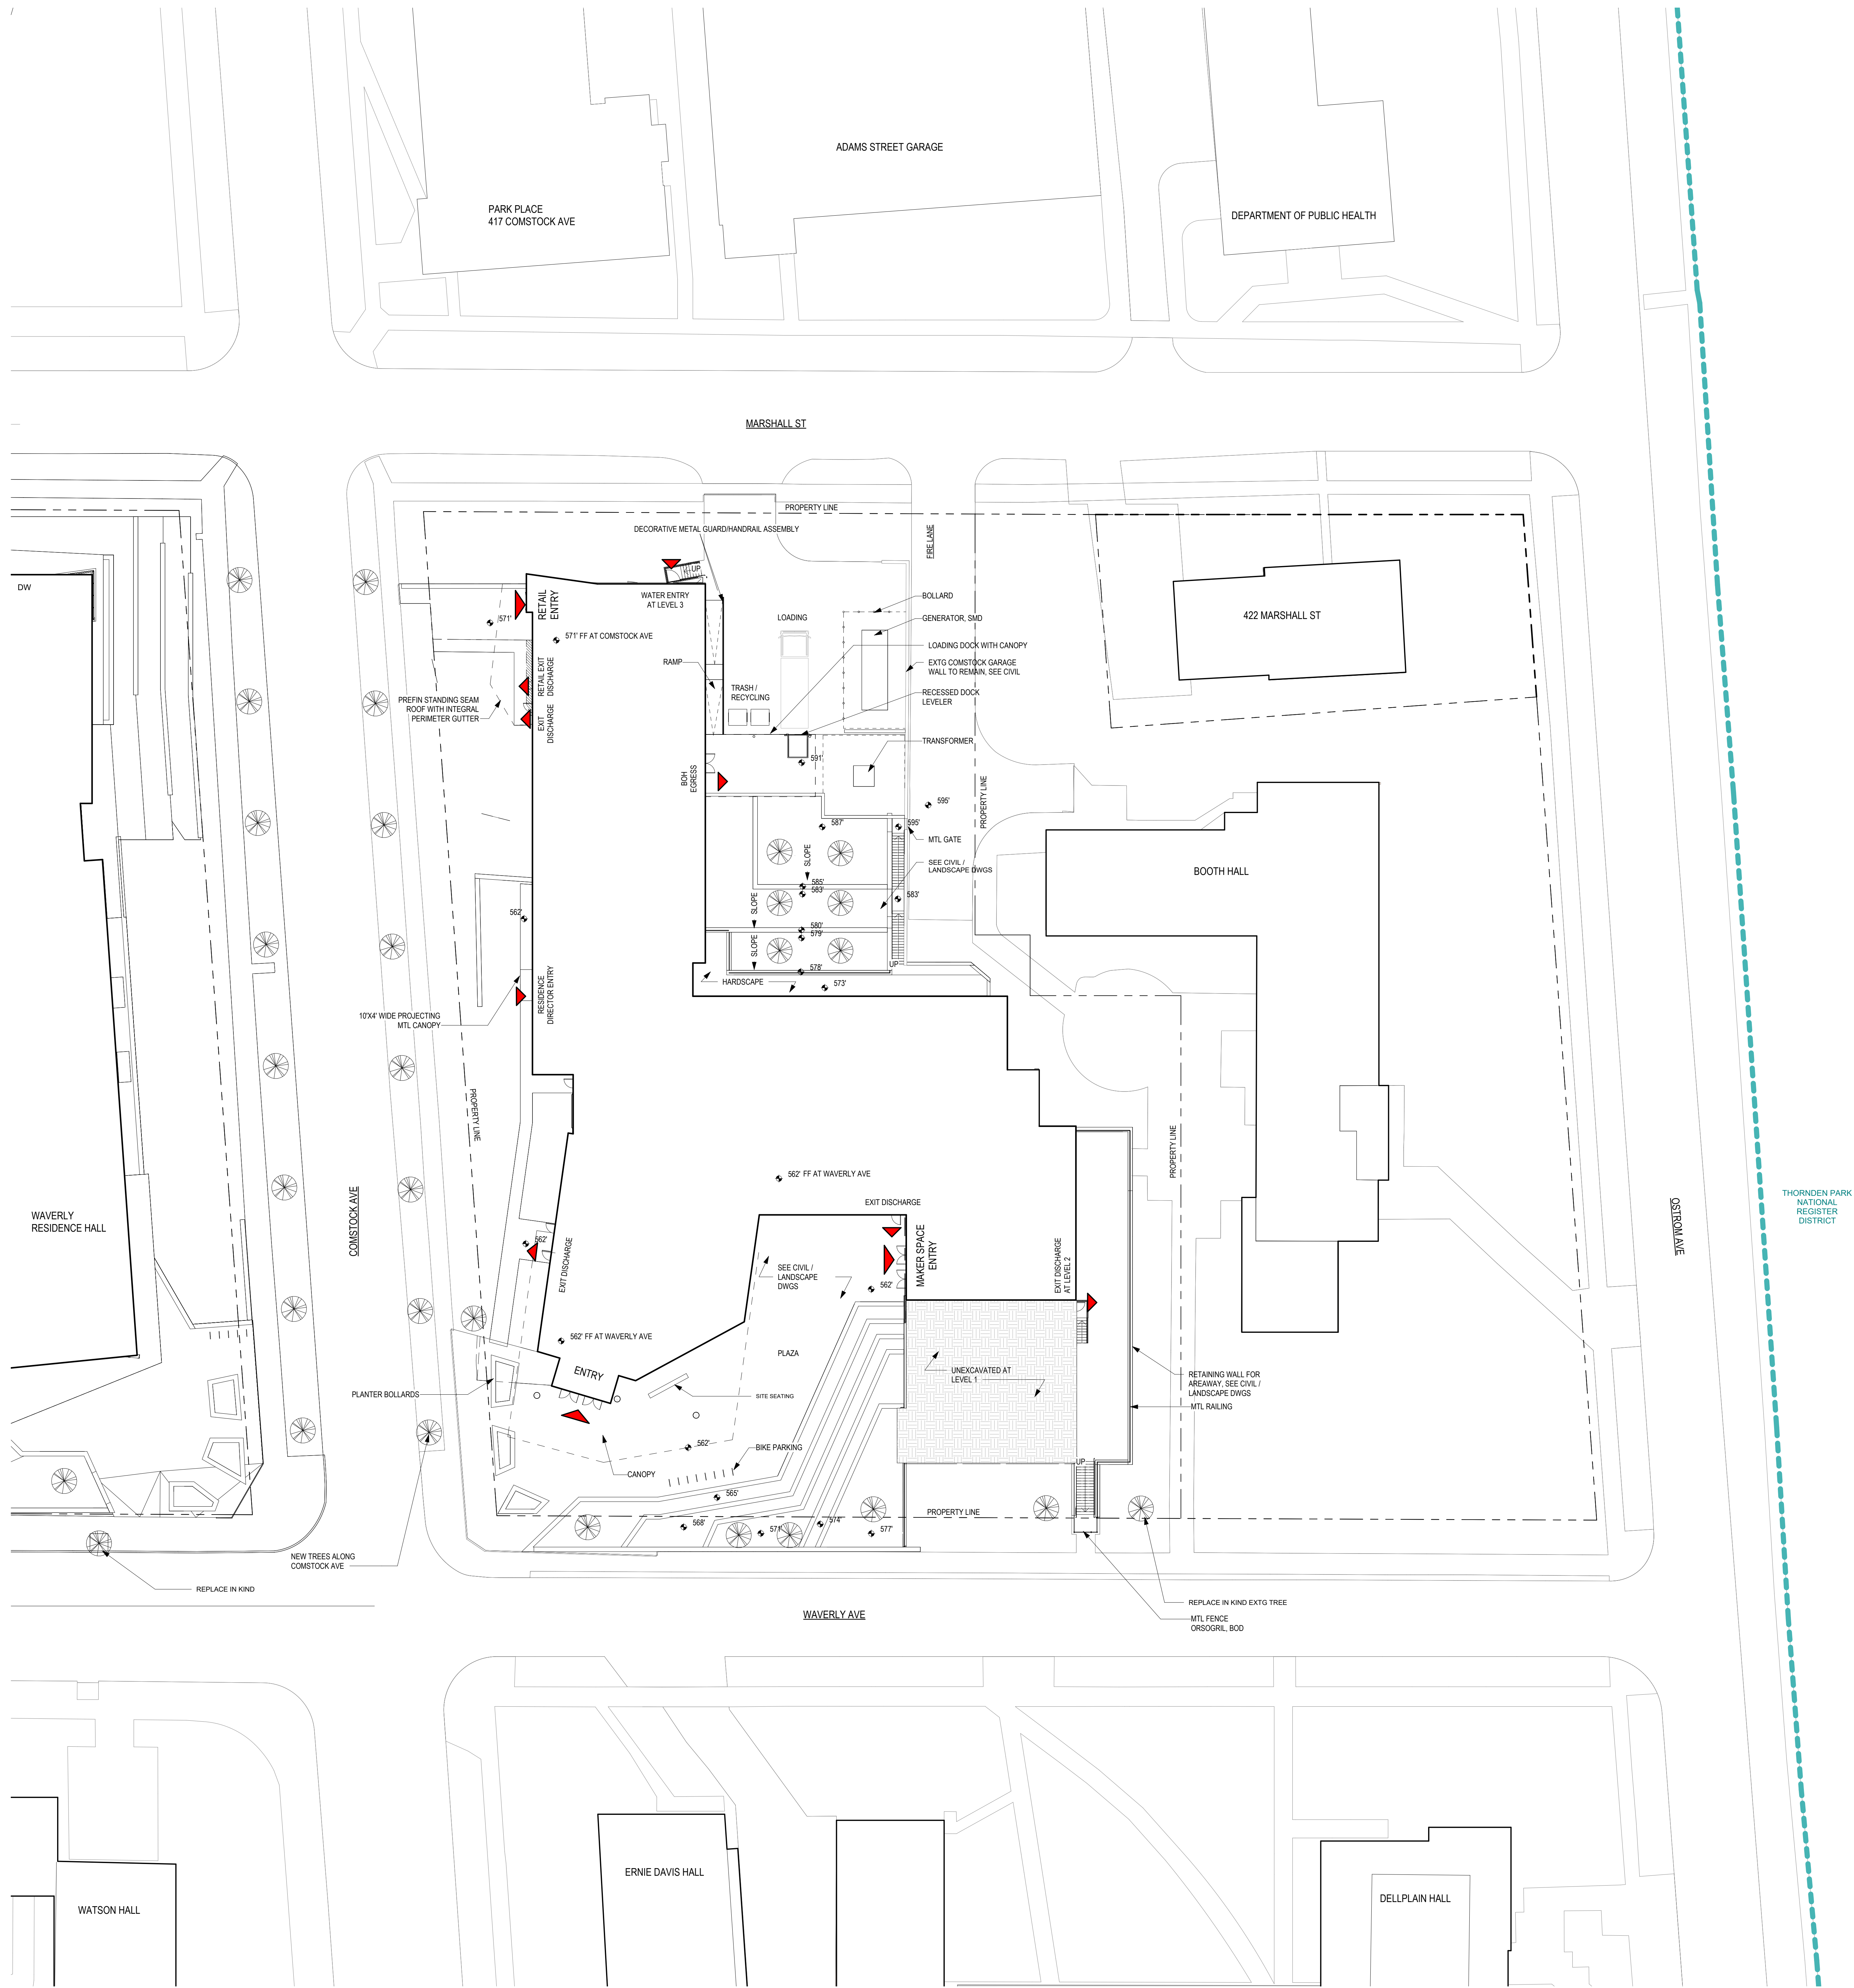 ADAMS STREET GARAGE
PARK PLACE
417 COMSTOCK AVE
DEPARTMENT OF PUBLIC HEALTH
MARSHALL ST
PROPERTY LINE
DECORATIVE METAL GUARD/HANDRAIL ASSEMBLY
FIRE LANE
UP
DW
WATER ENTRY
AT LEVEL 3
RETAIL
ENTRY
571'
571' FF AT COMSTOCK AVE
LOADING
BOLLARD
GENERATOR, SMD
422 MARSHALL ST
LOADING DOCK WITH CANOPY
RAMP
EXTG COMSTOCK GARAGE
WALL TO REMAIN, SEE CIVIL
RETAIL EXIT
DISCHARGE
TRASH /
RECYCLING
RECESSED DOCK
LEVELER
PREFIN STANDING SEAM
ROOF WITH INTEGRAL
PERIMETER GUTTER
EXIT
DISCHARGE
TRANSFORMER
591'
BOH
EGRESS
PROPERTY LINE
595'
587'
595'
MTL GATE
SLOPE
SEE CIVIL /
LANDSCAPE DWGS
BOOTH HALL
585'
583'
583'
SLOPE
562'
580'
579'
SLOPE
UP
578'
HARDSCAPE
573'
RESIDENCE
DIRECTOR ENTRY
10'X4' WIDE PROJECTING
MTL CANOPY
PROPERTY LINE
PROPERTY LINE
562' FF AT WAVERLY AVE
THORNDEN PARK
NATIONAL
REGISTER
DISTRICT
EXIT DISCHARGE
WAVERLY
RESIDENCE HALL
COMSTOCK AVE
OSTROM AVE
562'
EXIT DISCHARGE
MAKER SPACE
ENTRY
EXIT DISCHARGE
AT LEVEL 2
SEE CIVIL /
LANDSCAPE
DWGS
562'
562' FF AT WAVERLY AVE
PLAZA
ENTRY
UNEXCAVATED AT
LEVEL 1
RETAINING WALL FOR
AREAWAY, SEE CIVIL /
LANDSCAPE DWGS
PLANTER BOLLARDS
SITE SEATING
MTL RAILING
562'
BIKE PARKING
UP
CANOPY
565'
PROPERTY LINE
568'
571'
574'
577'
NEW TREES ALONG
COMSTOCK AVE
REPLACE IN KIND
REPLACE IN KIND EXTG TREE
WAVERLY AVE
MTL FENCE
ORSOGRIL, BOD
ERNIE DAVIS HALL
WATSON HALL
DELLPLAIN HALL